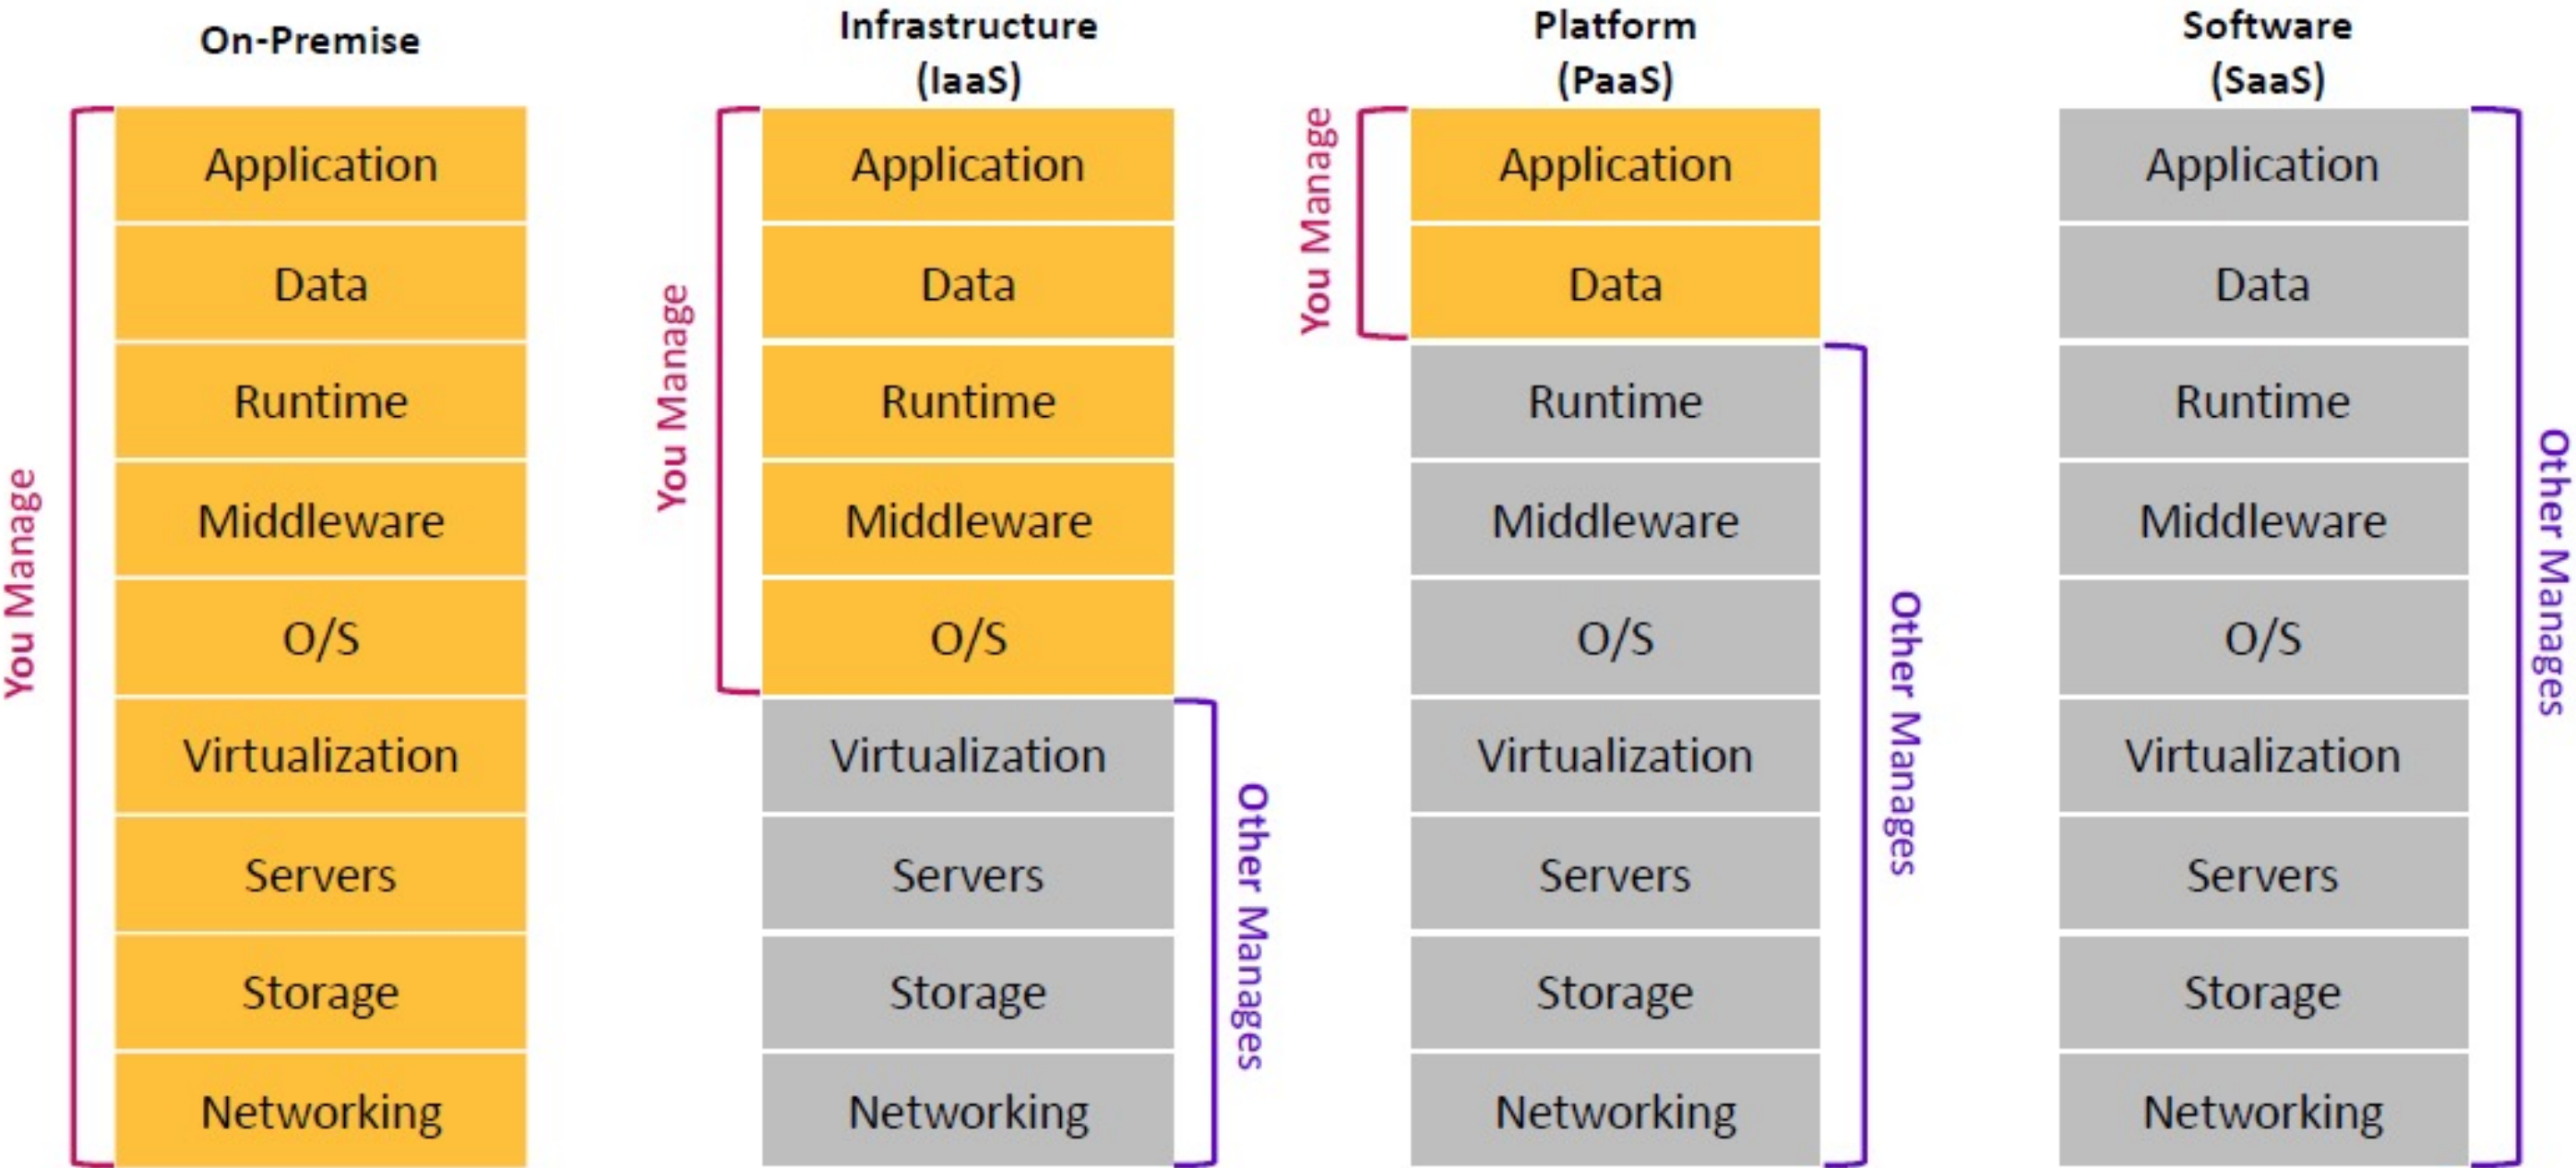 On-Premise
You Manage
Application
Data
Runtime
Middleware
O/S
Virtualization
Servers
Storage
Networking
Infrastructure
(IaaS)
You Manage
Application
Data
Runtime
Middleware
O/S
Virtualization
Servers
Storage
Networking
Other Manages
Platform
(PaaS)
You Manage
Application
Data
Runtime
Middleware
O/S
Virtualization
Servers
Storage
Networking
Other Manages
Software
(SaaS)
Application
Data
Runtime
Middleware
O/S
Virtualization
Servers
Storage
Networking
Other Manages